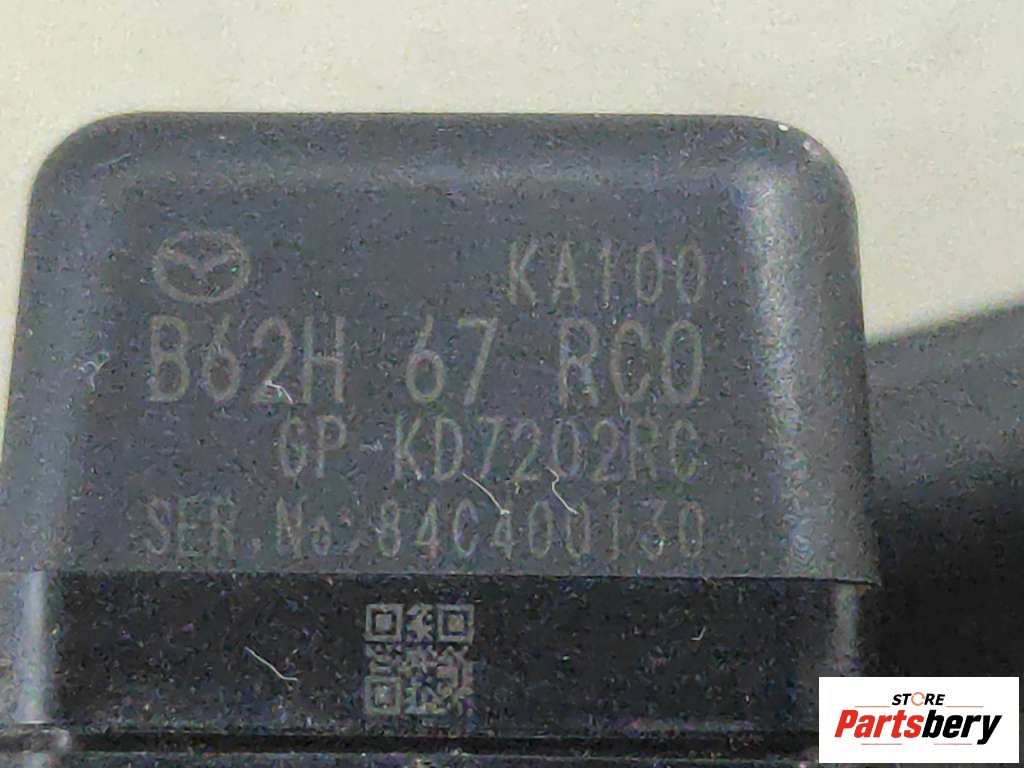 KA100
B62H 67 RC0
GP-KD7202RC
SER.No.84C400130
STORE
Partsbery